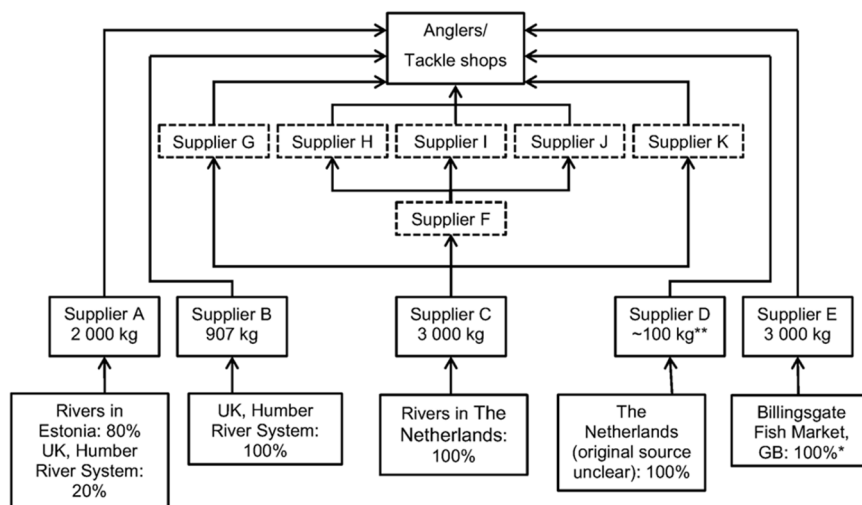 Anglers/
Tackle shops
Supplier G
Supplier H
Supplier I
Supplier J
Supplier K
Supplier F
Supplier A
2 000 kg
Supplier B
907 kg
Supplier C
3 000 kg
Supplier D
~100 kg**
Supplier E
3 000 kg
Rivers in
Estonia: 80%
UK, Humber
River System:
20%
UK, Humber
River System:
100%
Rivers in The
Netherlands:
100%
The
Netherlands
(original source
unclear): 100%
Billingsgate
Fish Market,
GB: 100%*